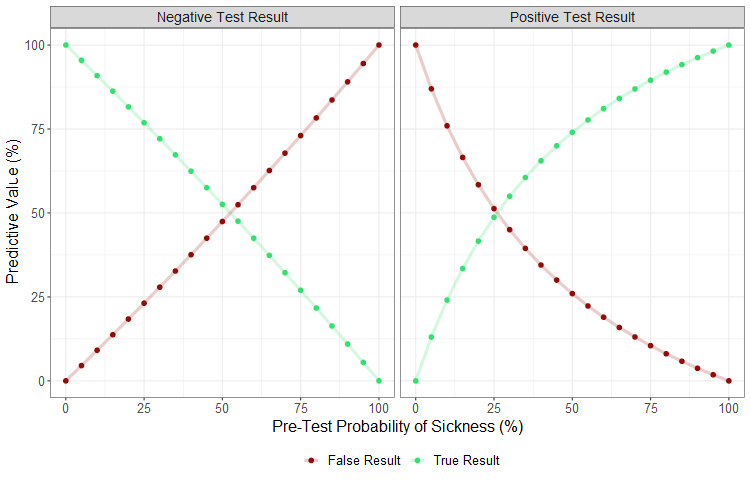 Negative Test Result
Positive Test Result
Predictive Value (%)
100
75
50
25
0
0 25 50 75 100
0 25 50 75 100
Pre-Test Probability of Sickness (%)
False Result
True Result